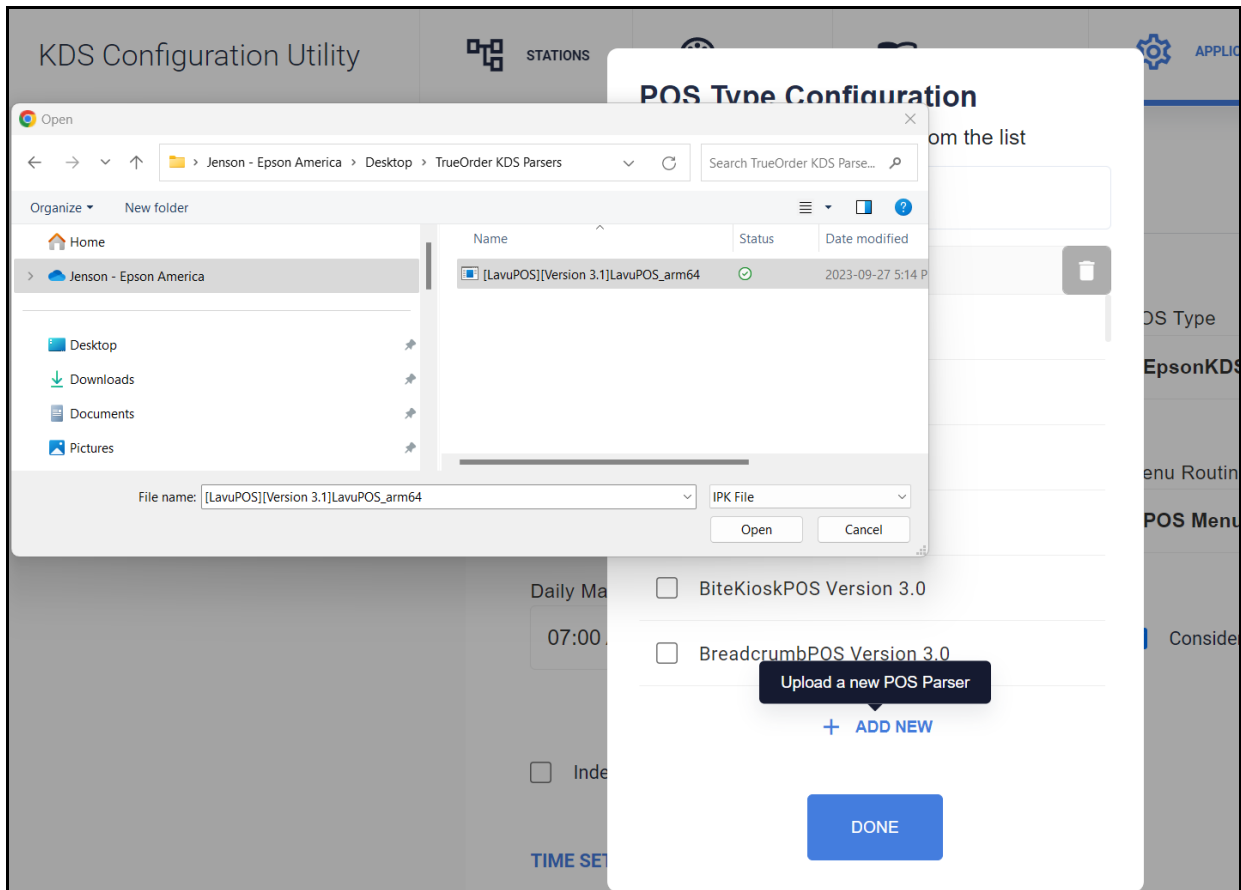 KDS Configuration Utility
STATIONS
POS Type Configuration
om the list
Open
Jenson - Epson America > Desktop > TrueOrder KDS Parsers
Search TrueOrder KDS Parse...
Organize
New folder
Home
Jenson - Epson America
Desktop
Downloads
Documents
Pictures
Name
Status
Date modified
[LavuPOS][Version 3.1]LavuPOS_arm64
2023-09-27 5:14 P
File name:
[LavuPOS][Version 3.1]LavuPOS_arm64
IPK File
Open
Cancel
APPLIC
OS Type
EpsonKDS
enu Routin
POS Menu
Daily Ma
07:00
BiteKioskPOS Version 3.0
BreadcrumbPOS Version 3.0
Consider
Upload a new POS Parser
+ ADD NEW
Inde
DONE
TIME SET